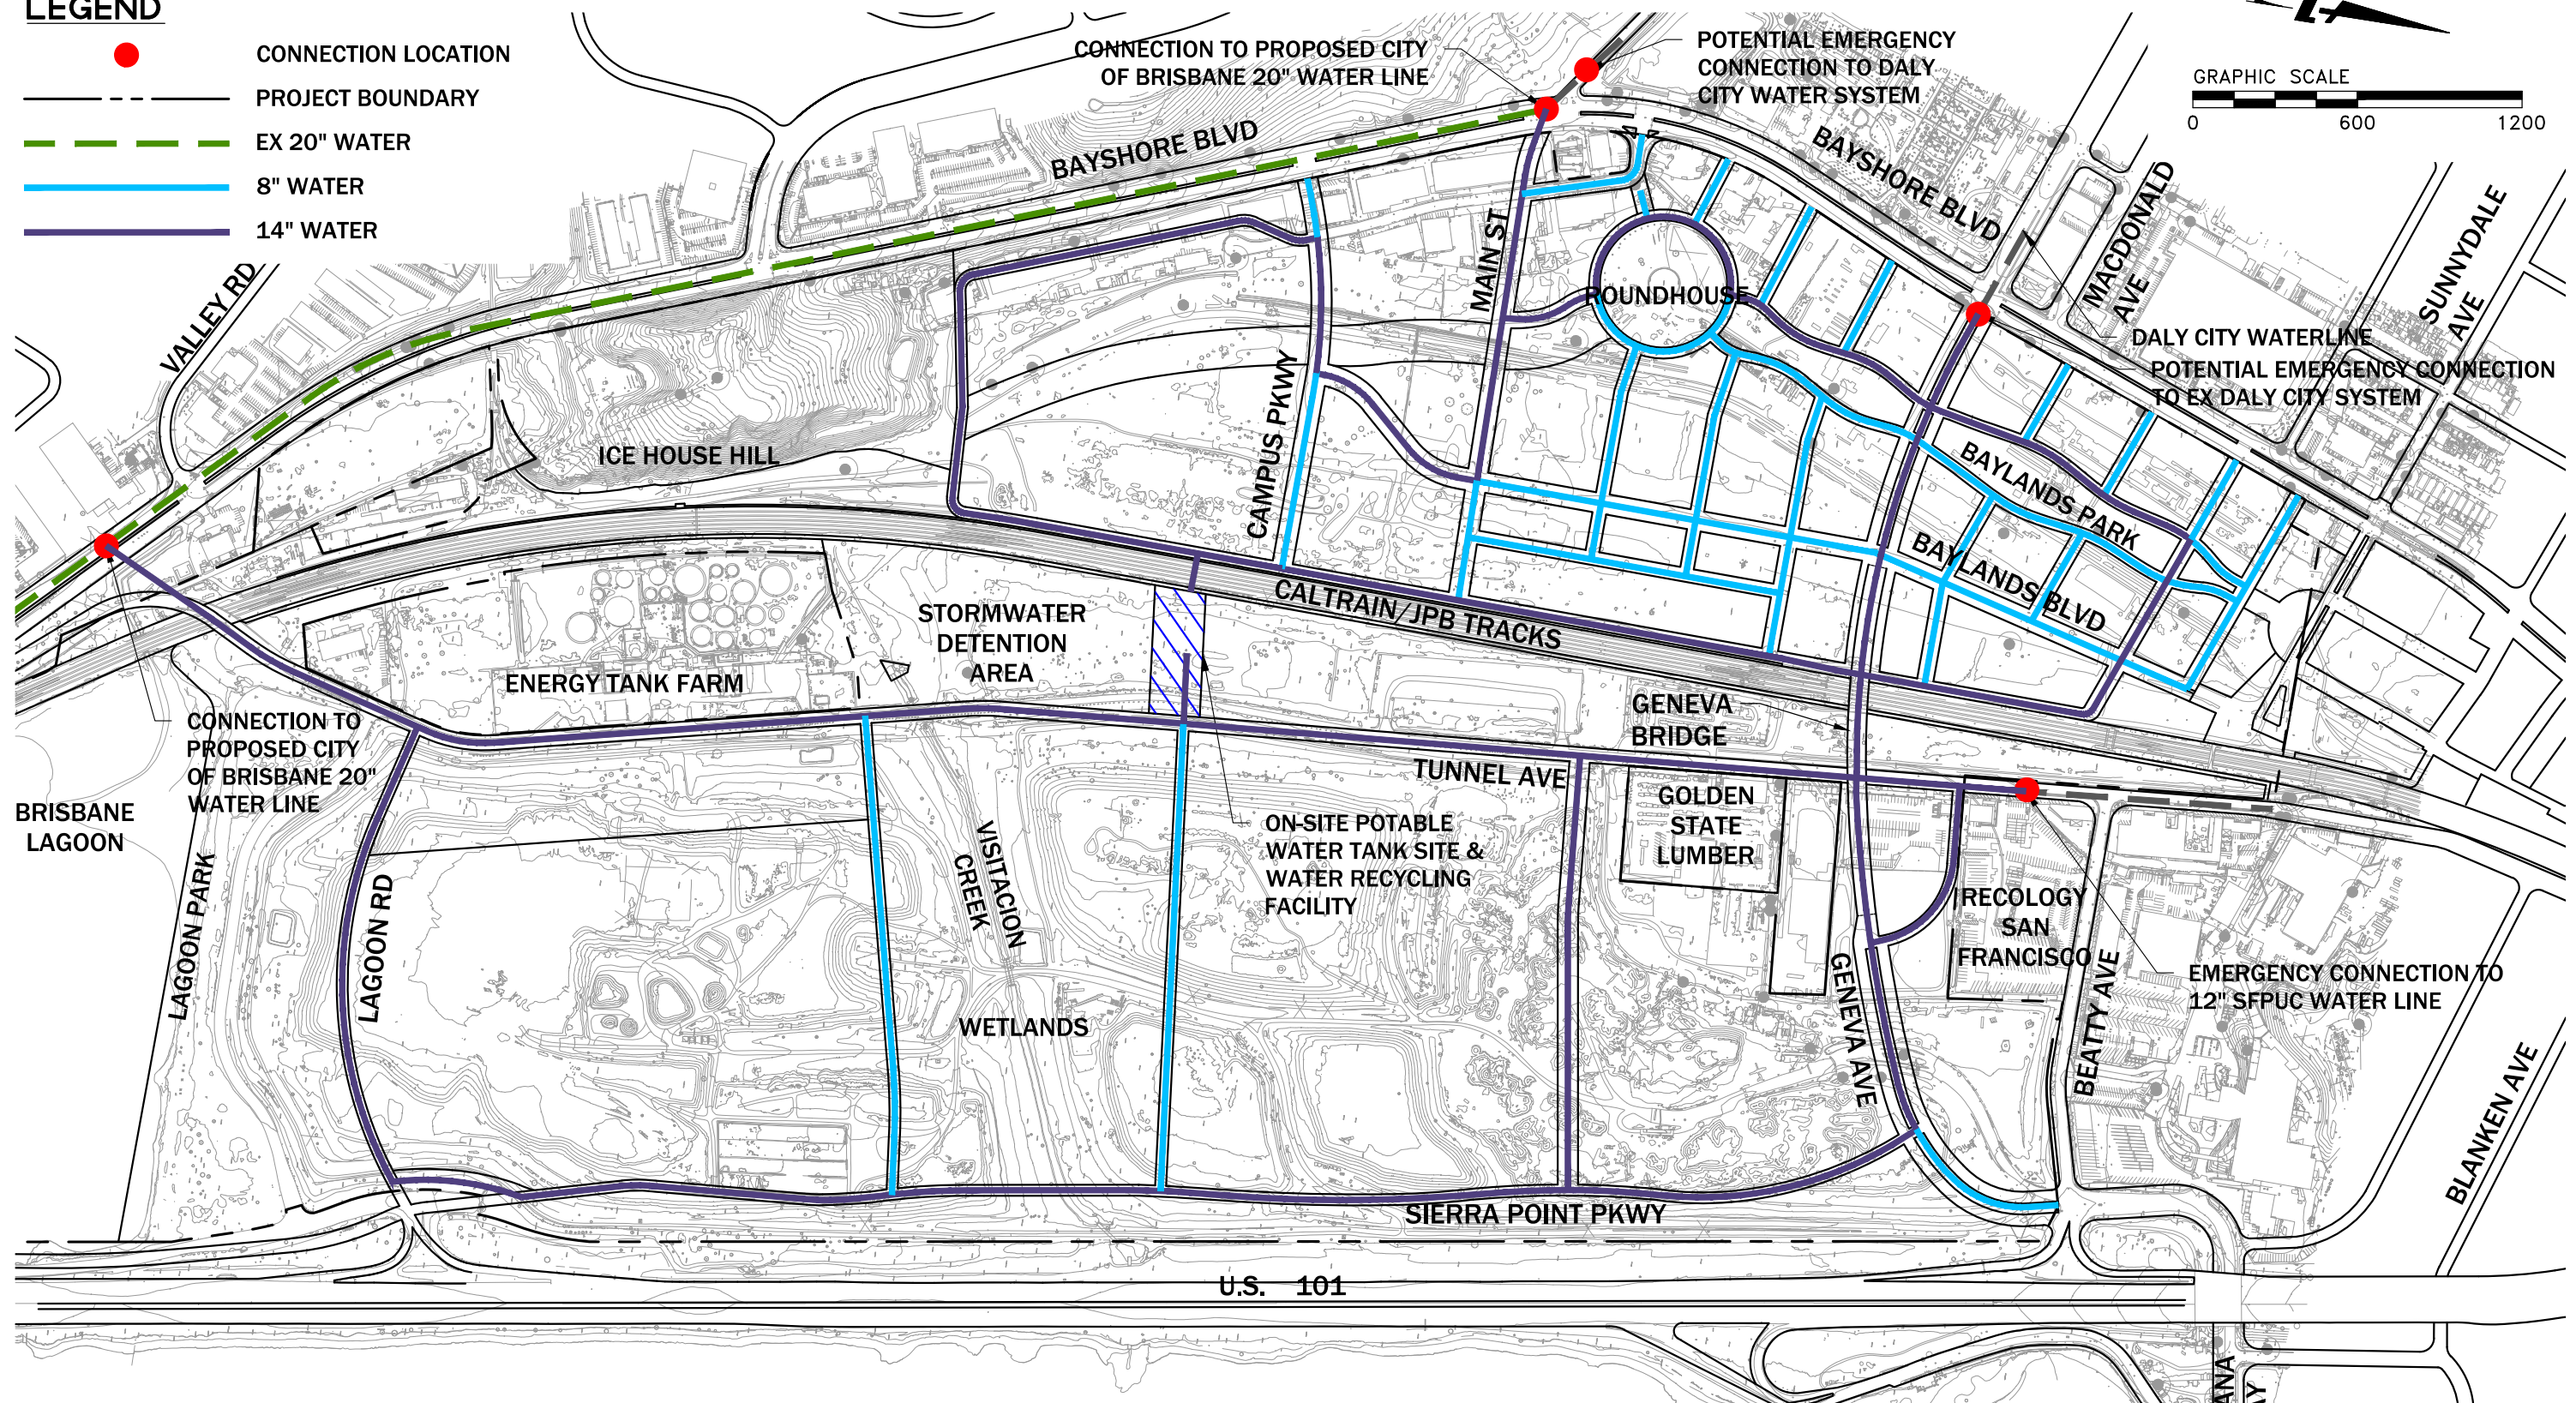 LEGEND
CONNECTION LOCATION
PROJECT BOUNDARY
EX 20" WATER
8" WATER
14" WATER
CONNECTION TO PROPOSED CITY
OF BRISBANE 20" WATER LINE
POTENTIAL EMERGENCY
CONNECTION TO DALY
CITY WATER SYSTEM
GRAPHIC SCALE
0 600 1200
BAYSHORE BLVD
BAYSHORE BLVD
MACDONALD
AVE
SUNNYDALE
AVE
VALLEY RD
MAIN ST
ROUNDHOUSE
DALY CITY WATERLINE
POTENTIAL EMERGENCY CONNECTION
TO EX DALY CITY SYSTEM
ICE HOUSE HILL
CAMPUS PKWY
BAYLANDS PARK
BAYLANDS BLVD
CALTRAIN/JPB TRACKS
STORMWATER
DETENTION
AREA
ENERGY TANK FARM
GENEVA
BRIDGE
CONNECTION TO
PROPOSED CITY
OF BRISBANE 20"
WATER LINE
BRISBANE
LAGOON
TUNNEL AVE
GOLDEN
STATE
LUMBER
ON-SITE POTABLE
WATER TANK SITE &
WATER RECYCLING
FACILITY
VISITACION
CREEK
LAGOON PARK
LAGOON RD
RECOLOGY
SAN
FRANCISCO
EMERGENCY CONNECTION TO
12" SFPUC WATER LINE
WETLANDS
GENEVA AVE
BEATTY AVE
BLANKEN AVE
SIERRA POINT PKWY
U.S. 101